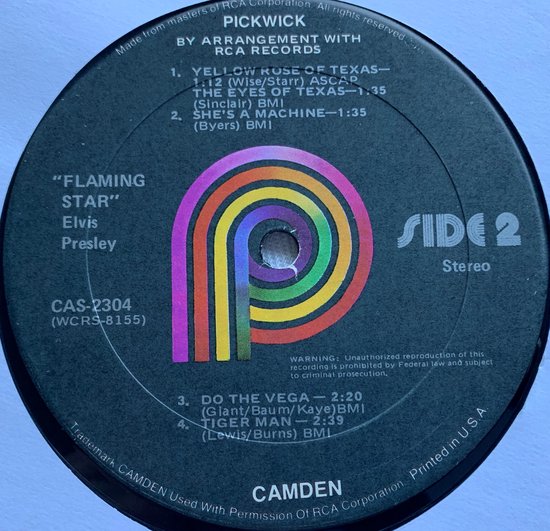 Made from masters of RCA Corporation. All rights reserved.
PICKWICK
BY ARRANGEMENT WITH
RCA RECORDS
1. YELLOW ROSE OF TEXAS—
1:12 (Wise/Starr) ASCAP
THE EYES OF TEXAS—1:35
(Sinclair) BMI
2. SHE'S A MACHINE—1:35
(Byers) BMI
"FLAMING
STAR"
Elvis
Presley
SIDE 2
Stereo
CAS-2304
(WCRS-8155)
WARNING: Unauthorized reproduction of this
recording is prohibited by Federal law and subject
to criminal prosecution.
3. DO THE VEGA — 2:20
(Giant/Baum/Kaye)BMI
4. TIGER MAN — 2:39
(Lewis/Burns) BMI
CAMDEN
Trademark CAMDEN Used With Permission Of RCA Corporation. Printed in U.S.A